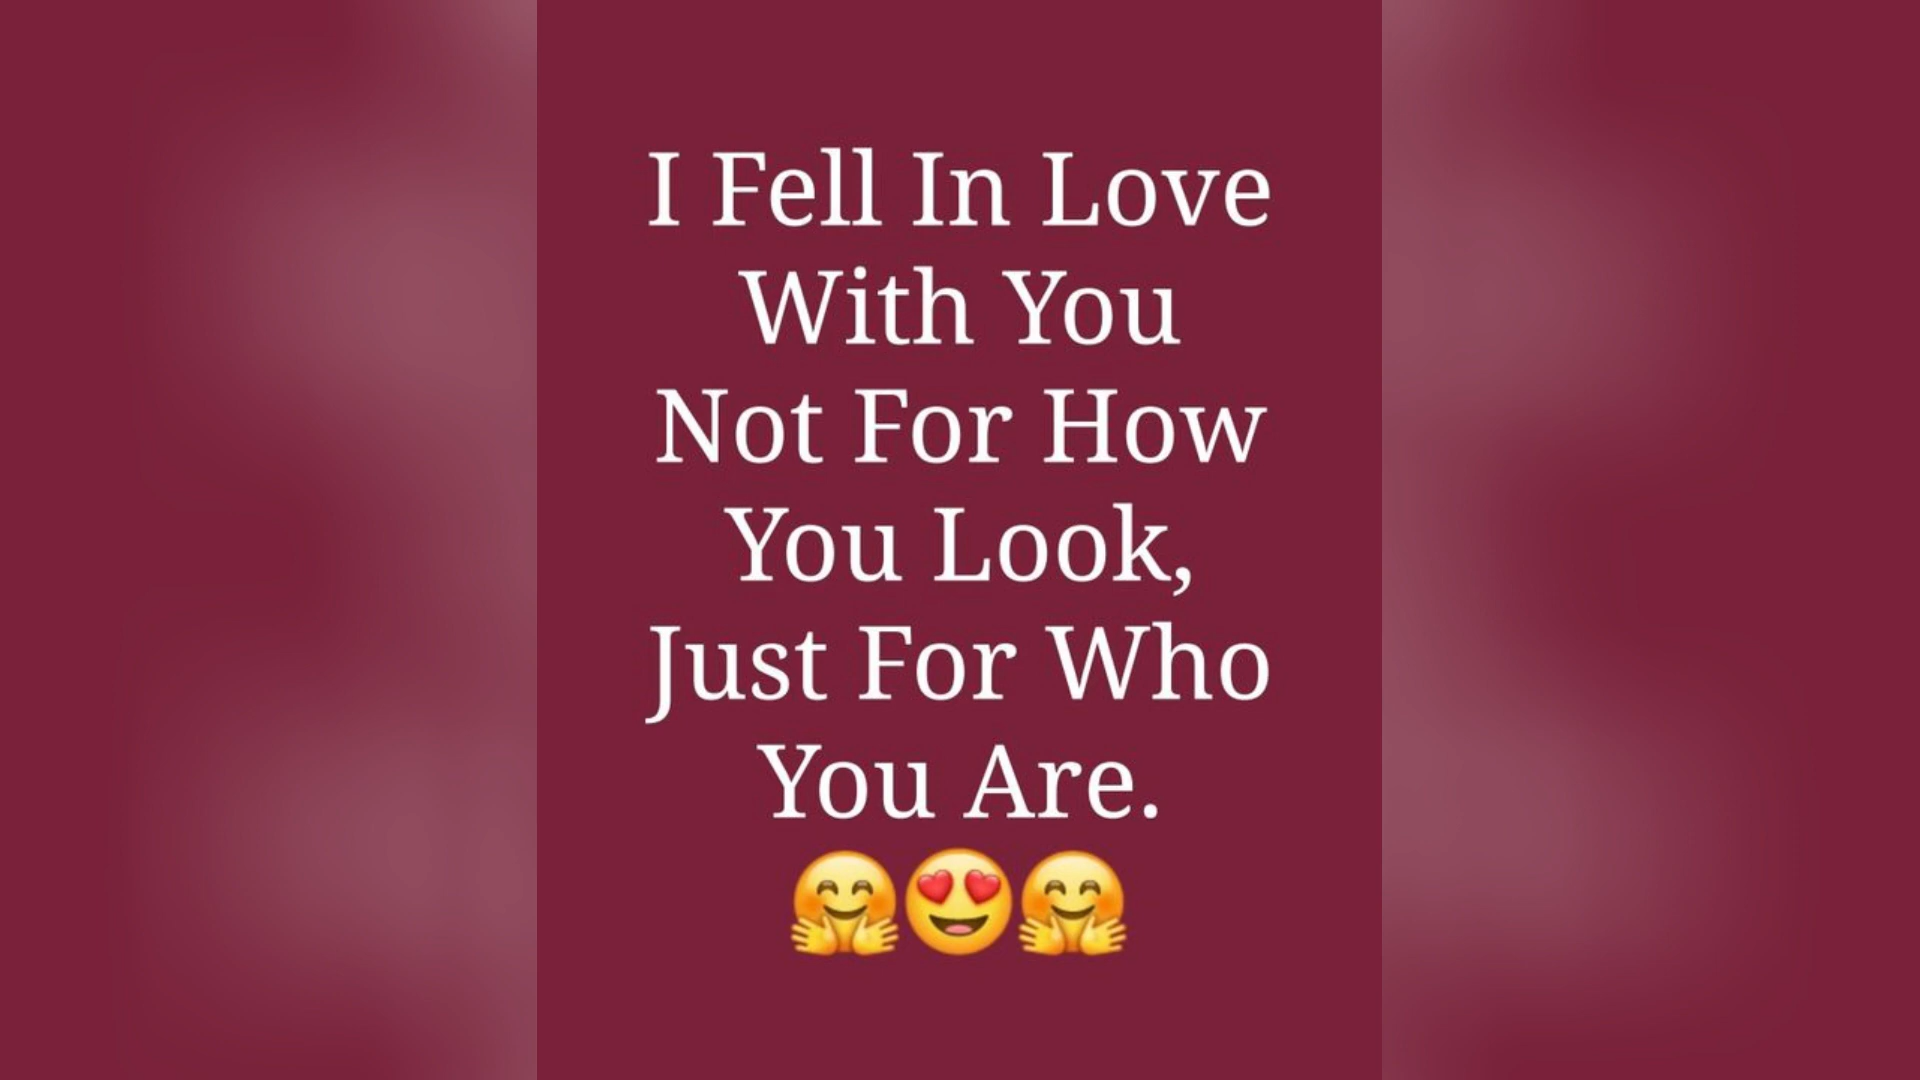 I Fell In Love
With You
Not For How
You Look,
Just For Who
You Are.
🤗😍🤗